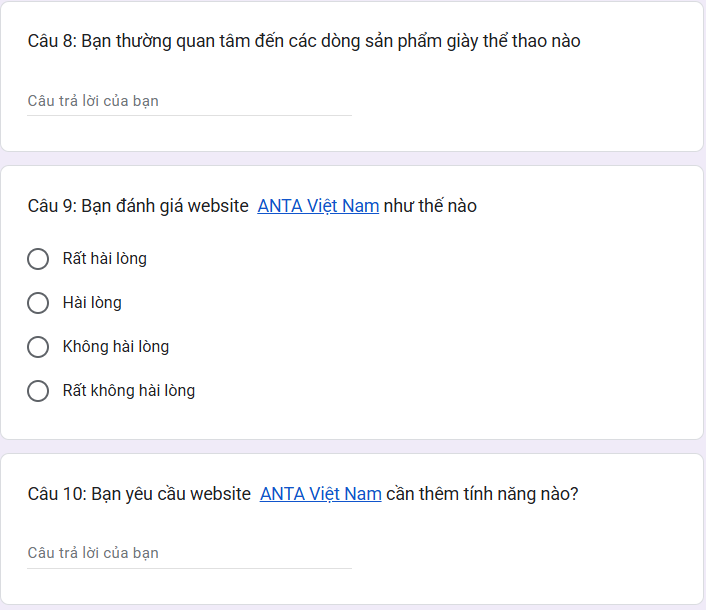 Câu 8: Bạn thường quan tâm đến các dòng sản phẩm giày thể thao nào
Câu trả lời của bạn
Câu 9: Bạn đánh giá website ANTA Việt Nam như thế nào
Rất hài lòng
Hài lòng
Không hài lòng
Rất không hài lòng
Câu 10: Bạn yêu cầu website ANTA Việt Nam cần thêm tính năng nào?
Câu trả lời của bạn